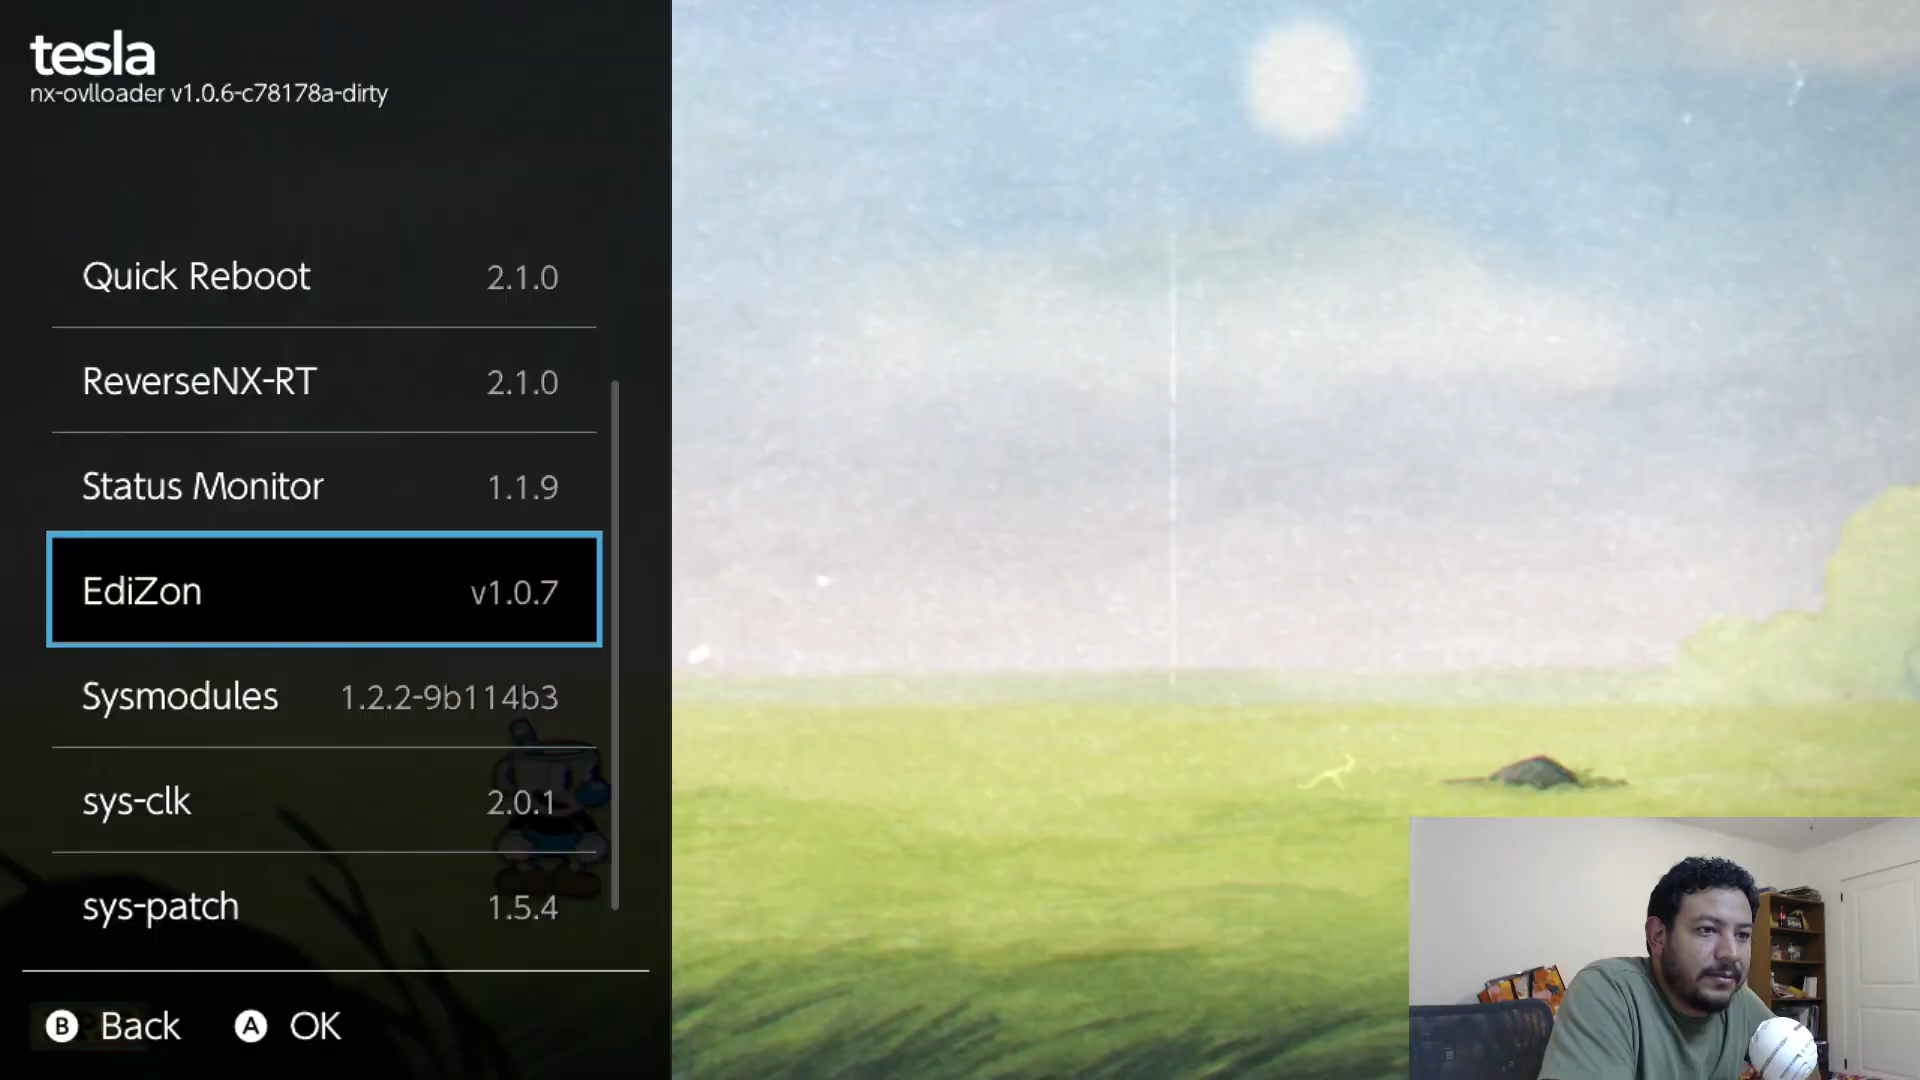 tesla
nx-ovlloader v1.0.6-c78178a-dirty
Quick Reboot 2.1.0
ReverseNX-RT 2.1.0
Status Monitor 1.1.9
EdiZon v1.0.7
Sysmodules 1.2.2-9b114b3
sys-clk 2.0.1
sys-patch 1.5.4
B Back A OK